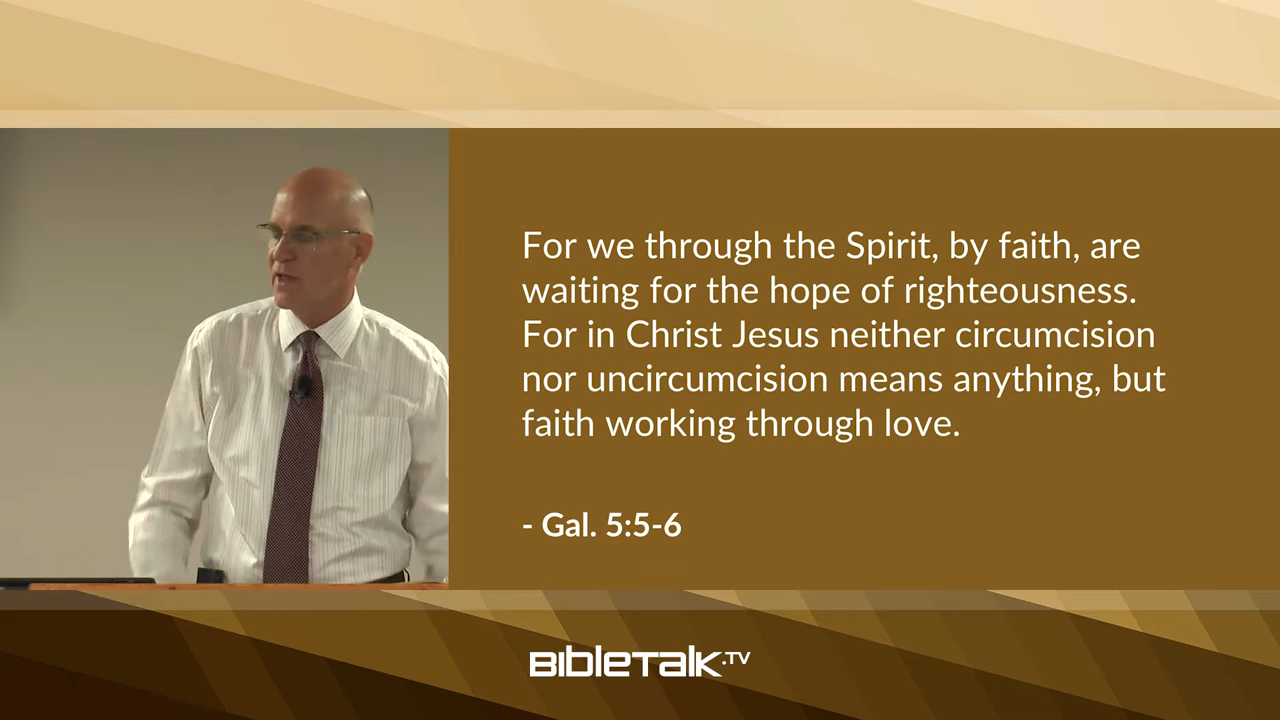 For we through the Spirit, by faith, are
waiting for the hope of righteousness.
For in Christ Jesus neither circumcision
nor uncircumcision means anything, but
faith working through love.
- Gal. 5:5-6
BIBLETALK.TV